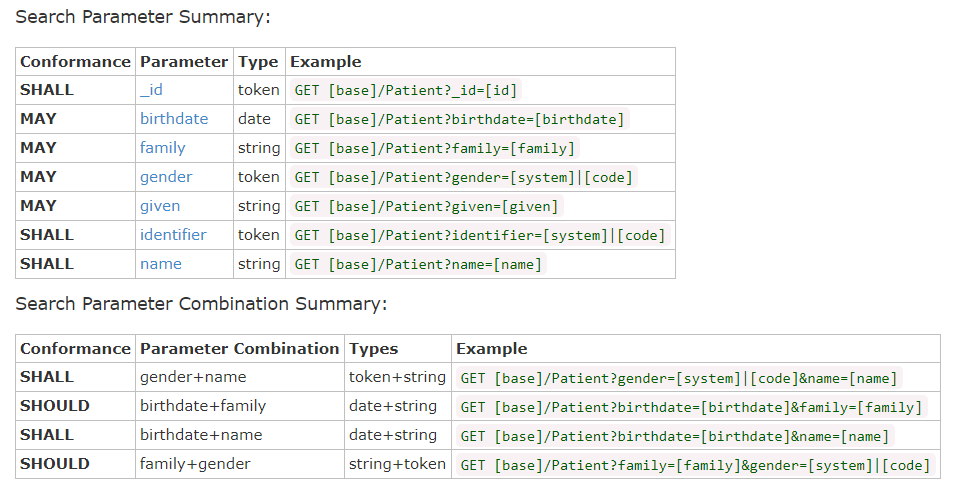 Search Parameter Summary:
Conformance Parameter Type Example
SHALL _id token GET [base]/Patient?_id=[id]
MAY birthdate date GET [base]/Patient?birthdate=[birthdate]
MAY family string GET [base]/Patient?family=[family]
MAY gender token GET [base]/Patient?gender=[system]|[code]
MAY given string GET [base]/Patient?given=[given]
SHALL identifier token GET [base]/Patient?identifier=[system]|[code]
SHALL name string GET [base]/Patient?name=[name]
Search Parameter Combination Summary:
Conformance Parameter Combination Types Example
SHALL gender+name token+string GET [base]/Patient?gender=[system]|[code]&name=[name]
SHOULD birthdate+family date+string GET [base]/Patient?birthdate=[birthdate]&family=[family]
SHALL birthdate+name date+string GET [base]/Patient?birthdate=[birthdate]&name=[name]
SHOULD family+gender string+token GET [base]/Patient?family=[family]&gender=[system]|[code]